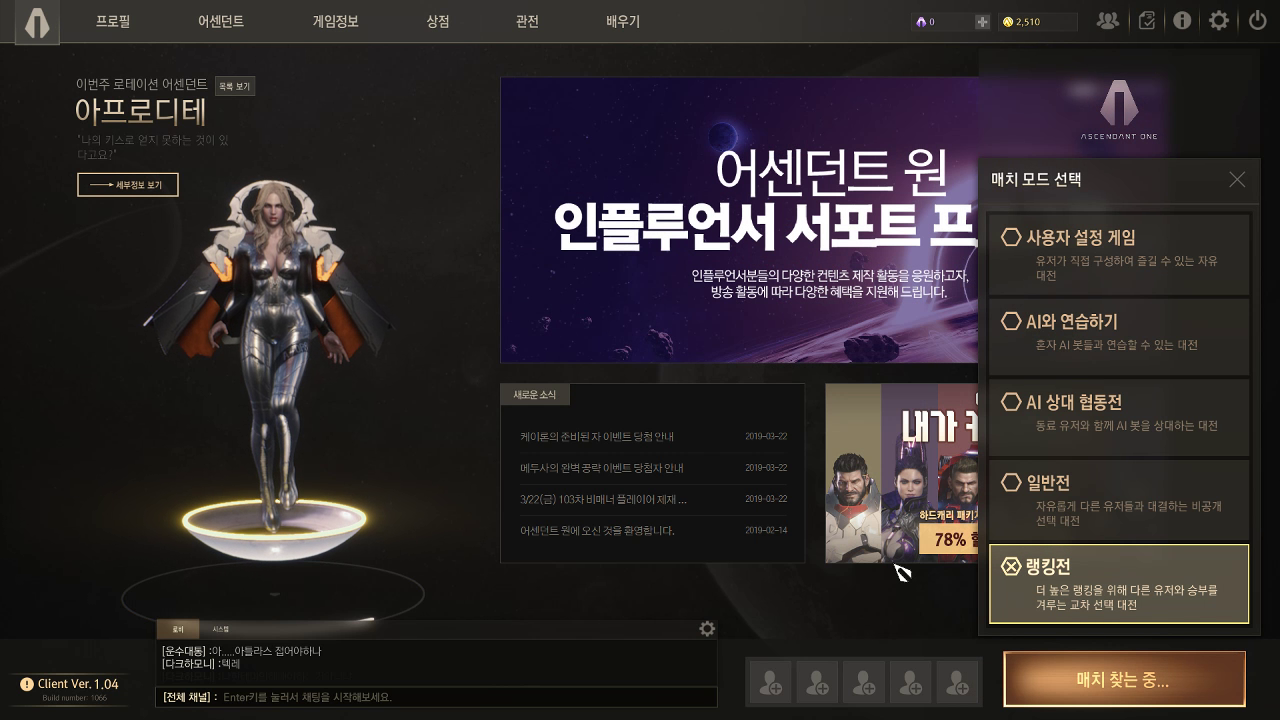 프로필
어센던트
게임정보
상점
관전
배우기
0
2,510
이번주 로테이션 어센던트
목록 보기
아프로디테
"나의 키스로 얻지 못하는 것이 있
다고요?"
세부정보 보기
어센던트 원
인플루언서 서포트 프
인플루언서분들의 다양한 컨텐츠 제작 활동을 응원하고자,
방송 활동에 따라 다양한 혜택을 지원해 드립니다.
ASCENDANT ONE
매치 모드 선택
사용자 설정 게임
유저가 직접 구성하여 즐길 수 있는 자유
대전
AI와 연습하기
혼자 AI 봇들과 연습할 수 있는 대전
AI 상대 협동전
동료 유저와 함께 AI 봇을 상대하는 대전
일반전
자유롭게 다른 유저들과 대결하는 비공개
선택 대전
랭킹전
더 높은 랭킹을 위해 다른 유저와 승부를
겨루는 교차 선택 대전
새로운 소식
케이론의 준비된 자 이벤트 당첨 안내
2019-03-22
메두사의 완벽 공략 이벤트 당첨자 안내
2019-03-22
3/22(금) 103차 비매너 플레이어 제재 ...
2019-03-22
어센던트 원에 오신 것을 환영합니다.
2019-02-14
내가
하드캐리 패키지
78%
로비
시스템
[운수대통] :아.....아틀라스 접어야하나
[다크하모니] :텍레
[전체 채널] : Enter키를 눌러서 채팅을 시작해보세요.
Client Ver. 1.04
Build number: 1066
매치 찾는 중...